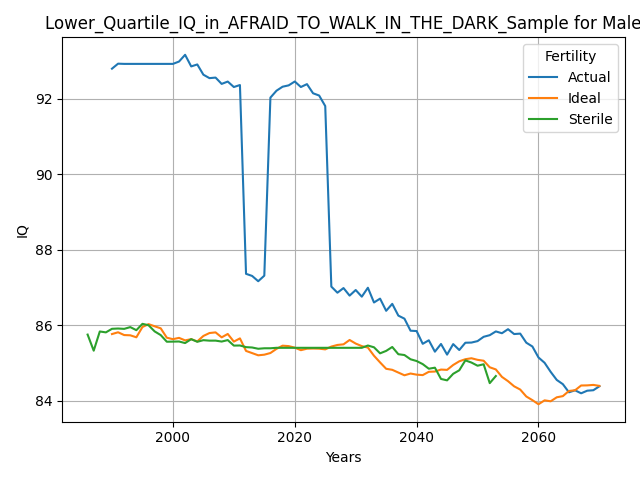 Lower_Quartile_IQ_in_AFRAID_TO_WALK_IN_THE_DARK_Sample for Male
Fertility
Actual
Ideal
Sterile
IQ
92
90
88
86
84
2000
2020
2040
2060
Years